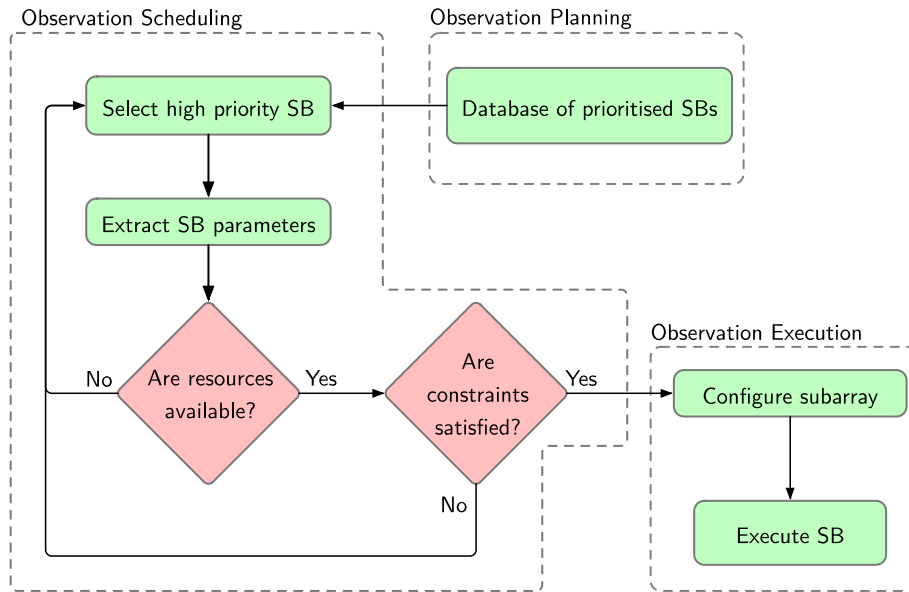 Observation Scheduling
Observation Planning
Select high priority SB
Database of prioritised SBs
Extract SB parameters
Observation Execution
No
Are resources
available?
Yes
Are
constraints
satisfied?
Yes
Configure subarray
No
Execute SB